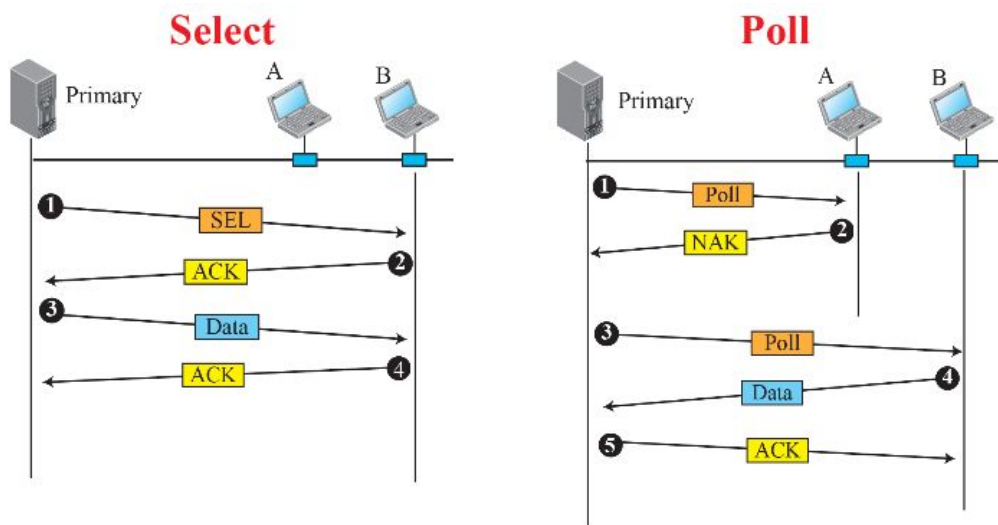 Select
Primary
A
B
1
SEL
2
ACK
3
Data
4
ACK
Poll
Primary
A
B
1
Poll
2
NAK
3
Poll
4
Data
5
ACK